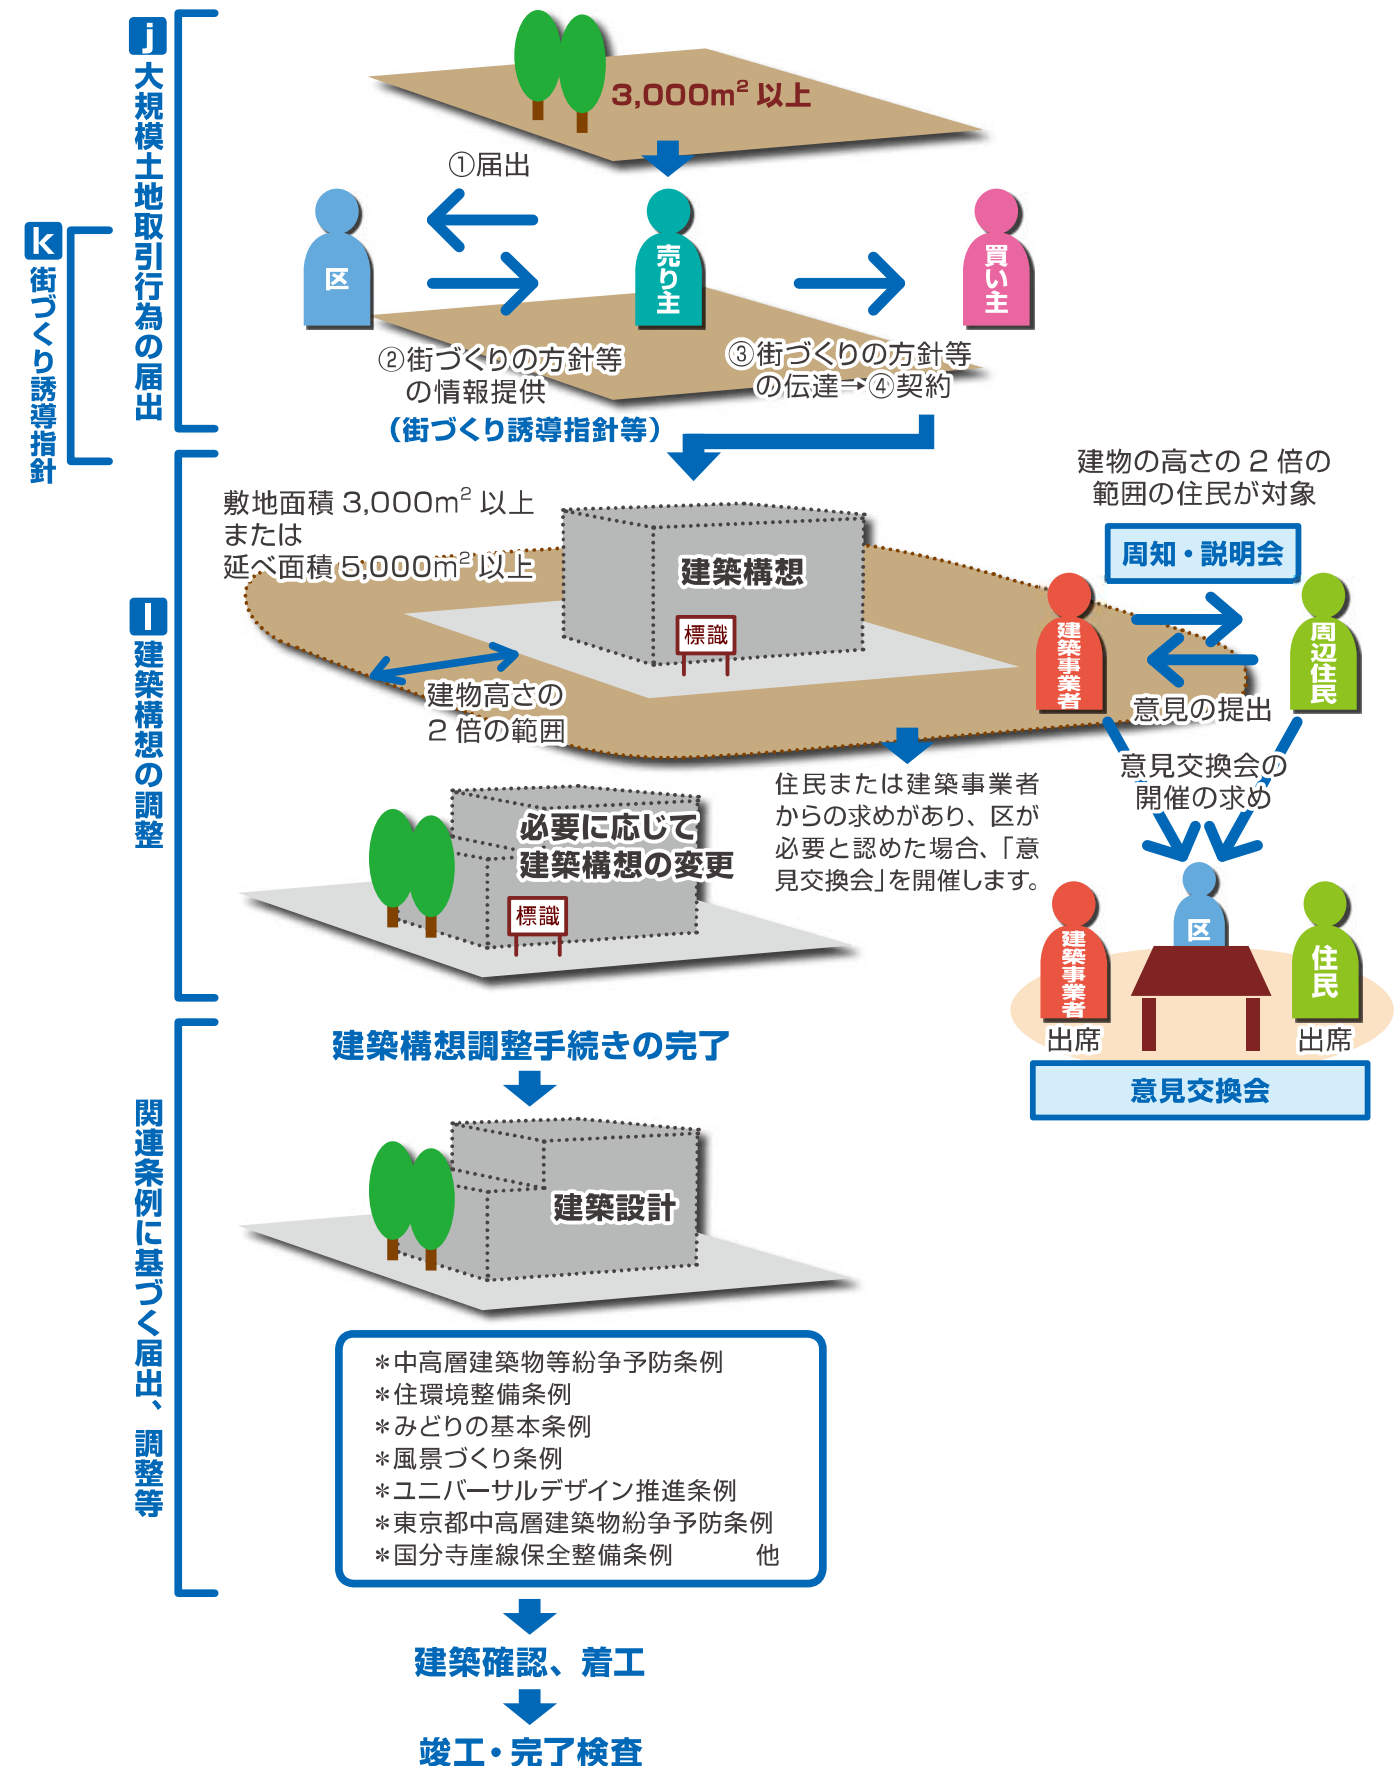 j 大規模土地取引行為の届出
k 街づくり誘導指針
3,000m² 以上
①届出
区
売り主
買い主
②街づくりの方針等
の情報提供
(街づくり誘導指針等)
③街づくりの方針等
の伝達→④契約
l 建築構想の調整
敷地面積 3,000m² 以上
または
延べ面積 5,000m² 以上
建築構想
標識
建物高さの
2 倍の範囲
建物の高さの 2 倍の
範囲の住民が対象
周知・説明会
建築事業者
周辺住民
意見の提出
意見交換会の
開催の求め
住民または建築事業者
からの求めがあり、区が
必要と認めた場合、「意
見交換会」を開催します。
必要に応じて
建築構想の変更
標識
区
建築事業者
住民
出席
出席
意見交換会
関連条例に基づく届出、調整等
建築構想調整手続きの完了
建築設計
＊中高層建築物等紛争予防条例
＊住環境整備条例
＊みどりの基本条例
＊風景づくり条例
＊ユニバーサルデザイン推進条例
＊東京都中高層建築物紛争予防条例
＊国分寺崖線保全整備条例　他
建築確認、着工
竣工・完了検査